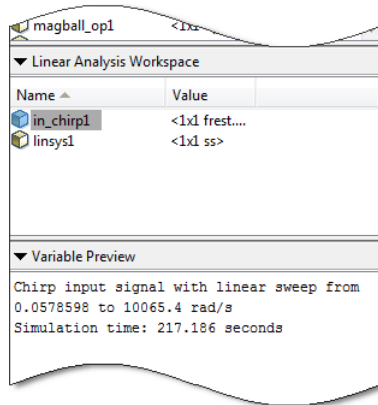 magball_op1
Linear Analysis Workspace
Name Value
in_chirp1 <1x1 frest....
linsys1 <1x1 ss>
Variable Preview
Chirp input signal with linear sweep from
0.0578598 to 10065.4 rad/s
Simulation time: 217.186 seconds